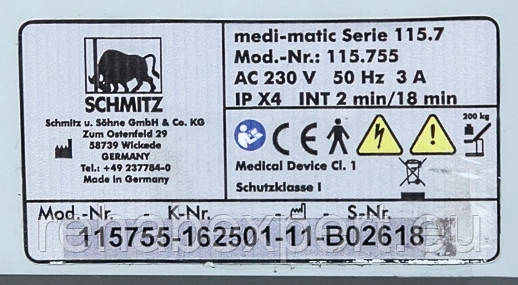 SCHMITZ
Schmitz u. Söhne GmbH & Co. KG
Zum Ostenfeld 29
58739 Wickede
GERMANY
Tel.: +49 237784-0
Made in Germany
medi-matic Serie 115.7
Mod.-Nr.: 115.755
AC 230 V 50 Hz 3 A
IP X4 INT 2 min/18 min
CE
200 kg
Medical Device Cl. 1
Schutzklasse I
Mod.-Nr. K-Nr. - S-Nr.
115755-162501-11-B02618